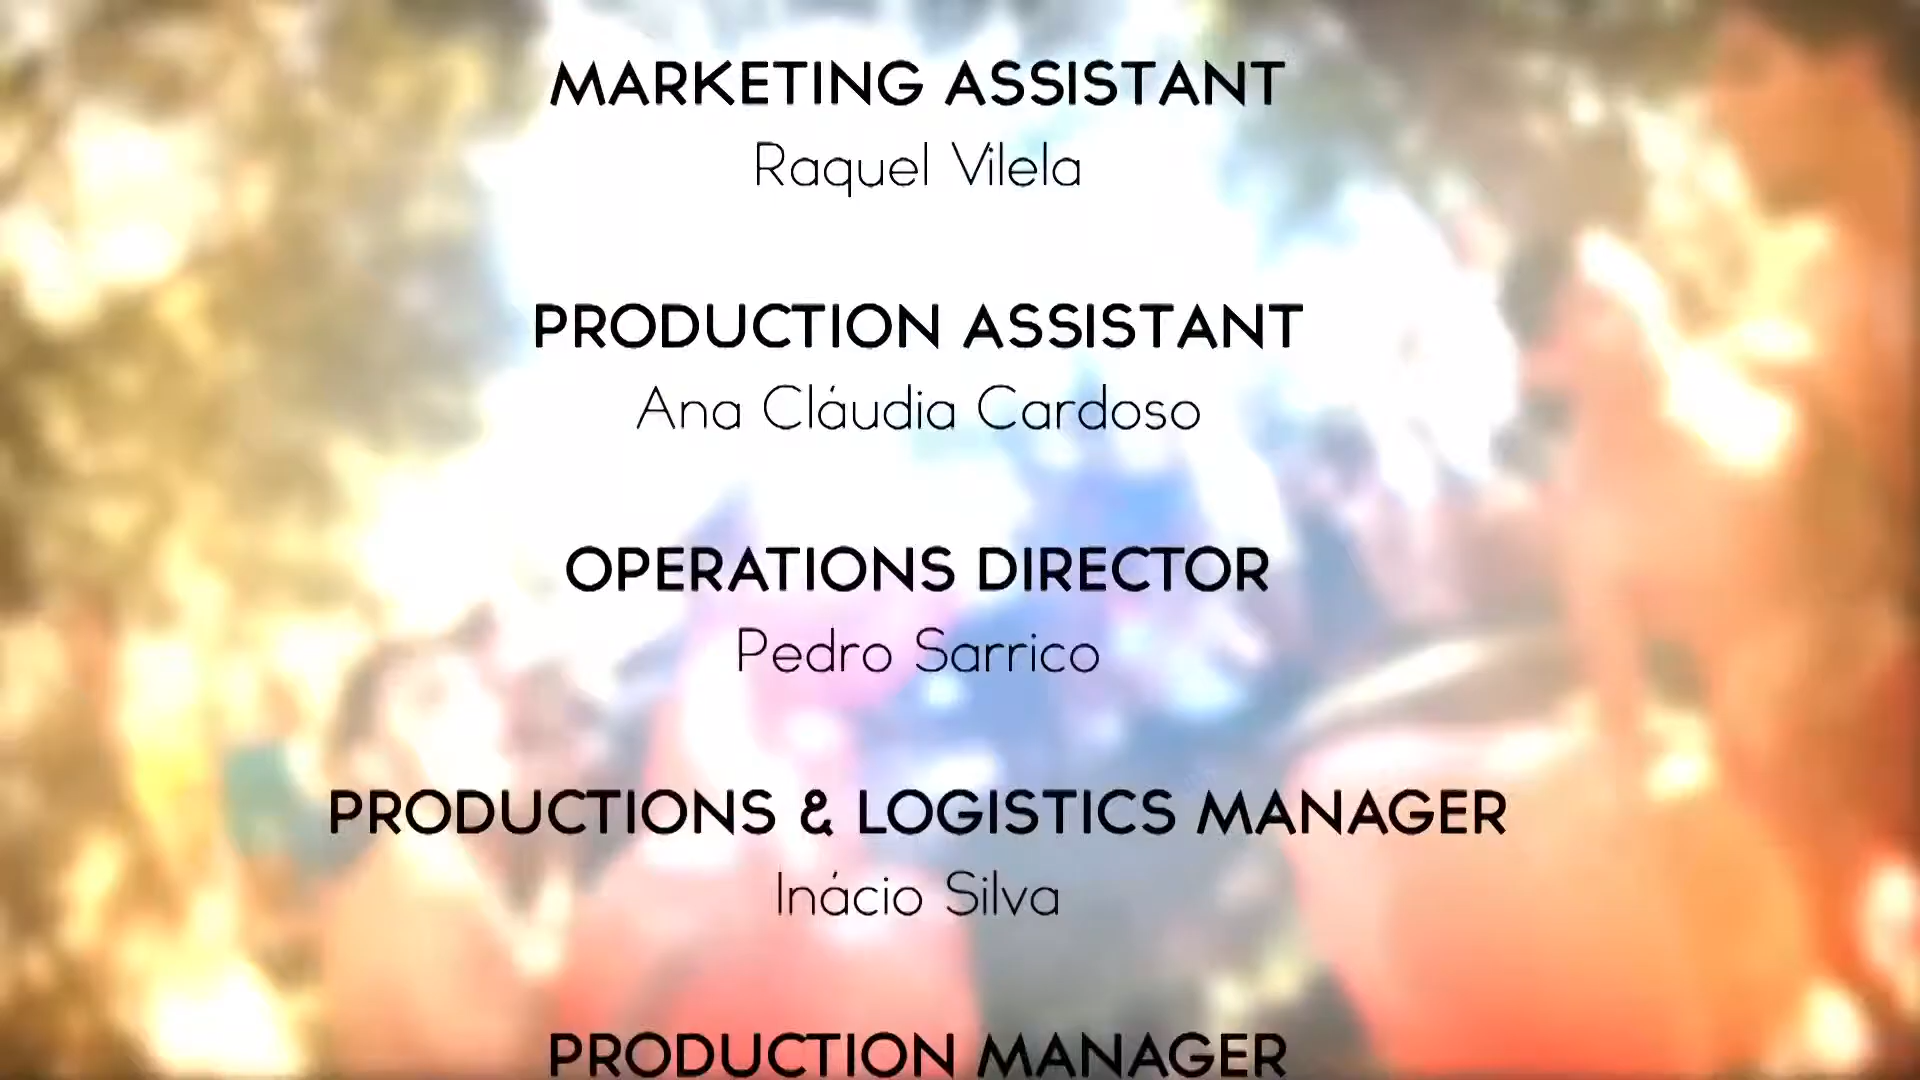 MARKETING ASSISTANT
Raquel Vilela
PRODUCTION ASSISTANT
Ana Cláudia Cardoso
OPERATIONS DIRECTOR
Pedro Sarrico
PRODUCTIONS & LOGISTICS MANAGER
Inácio Silva
PRODUCTION MANAGER